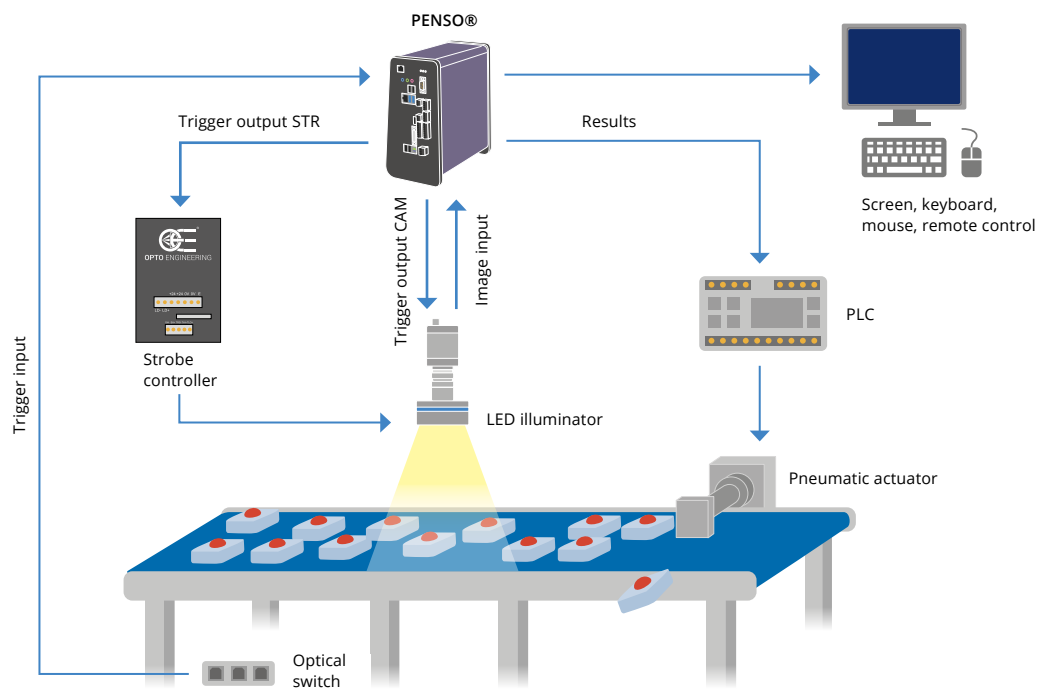 PENSO®
Trigger output STR
Results
Trigger output CAM
Image input
Screen, keyboard,
mouse, remote control
OPTO ENGINEERING
PLC
Strobe
controller
Trigger input
LED illuminator
Pneumatic actuator
Optical
switch